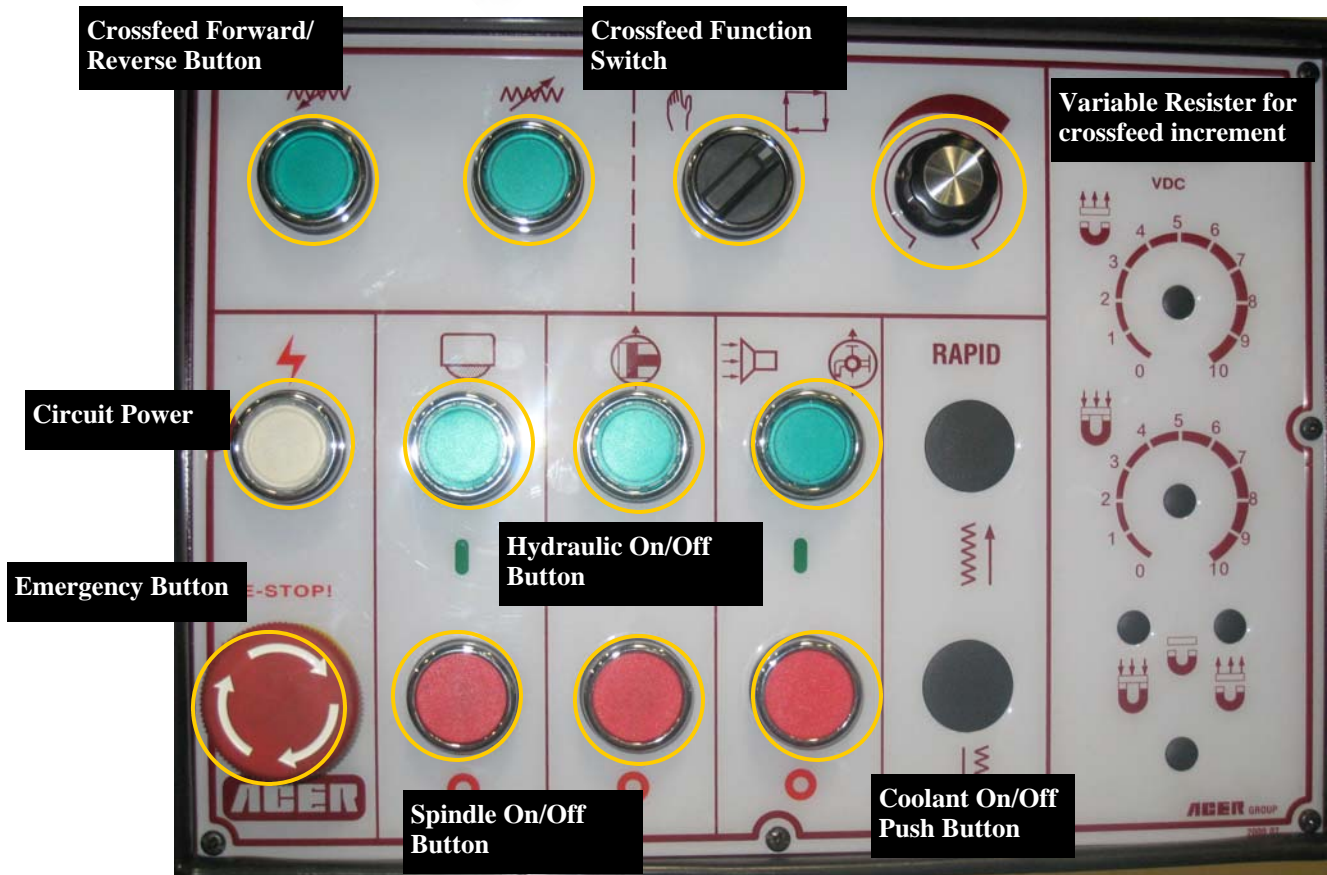 Crossfeed Forward/
Reverse Button
Crossfeed Function
Switch
Variable Resister for
crossfeed increment
VDC
0 1 2 3 4 5 6 7 8 9 10
Circuit Power
RAPID
0 1 2 3 4 5 6 7 8 9 10
Hydraulic On/Off
Button
Emergency Button
E-STOP!
ACER
Spindle On/Off
Button
Coolant On/Off
Push Button
ACER GROUP